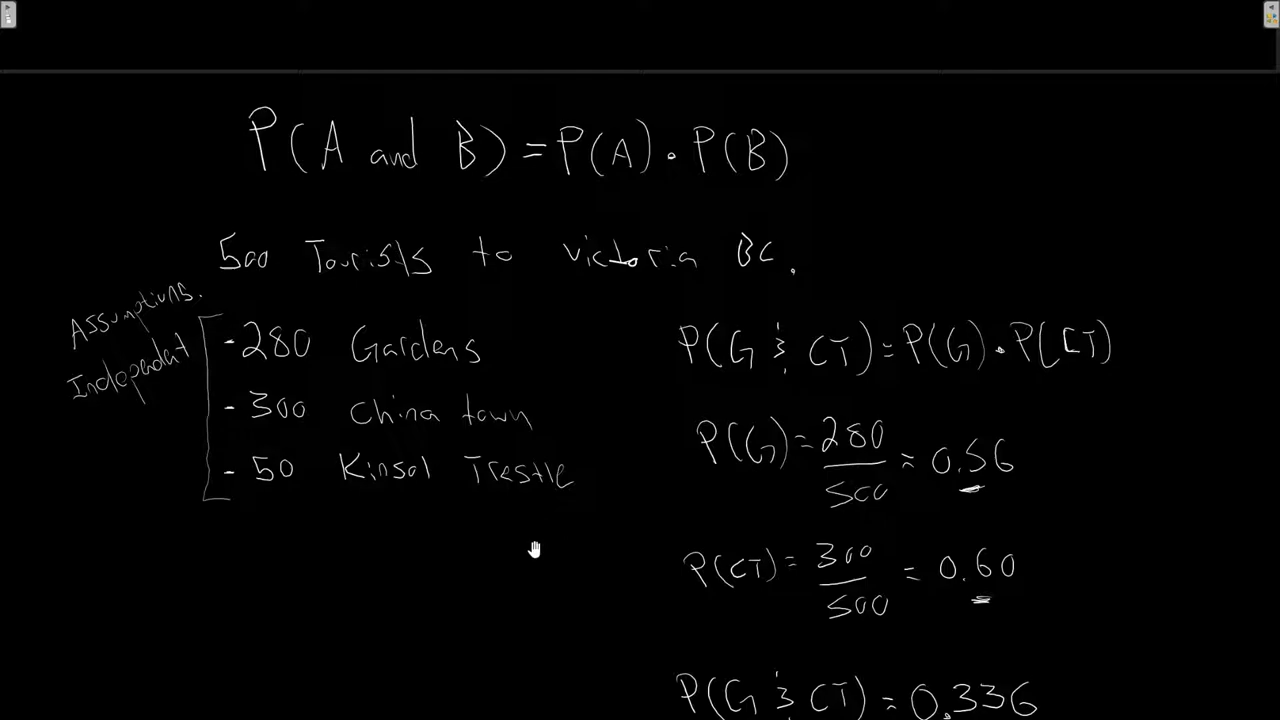 P(A and B) = P(A) · P(B)
500 Tourists to Victoria BC.
Assumptions.
Independent
- 280 Gardens
- 300 China town
- 50 Kinsol Trestle
P(G & CT) = P(G) · P(CT)
P(G) = 280/500 = 0.56
P(CT) = 300/500 = 0.60
P(G & CT) = 0.336